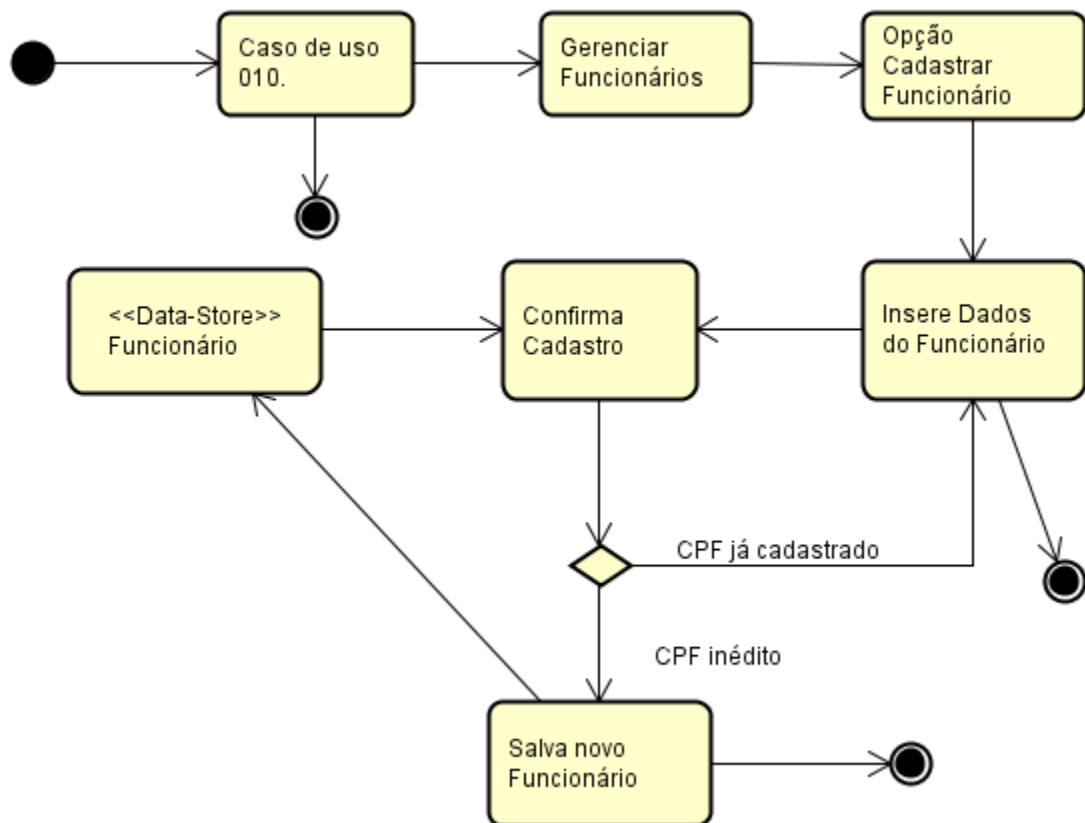 Caso de uso
010.
Gerenciar
Funcionários
Opção
Cadastrar
Funcionário
<<Data-Store>>
Funcionário
Confirma
Cadastro
Insere Dados
do Funcionário
CPF já cadastrado
CPF inédito
Salva novo
Funcionário